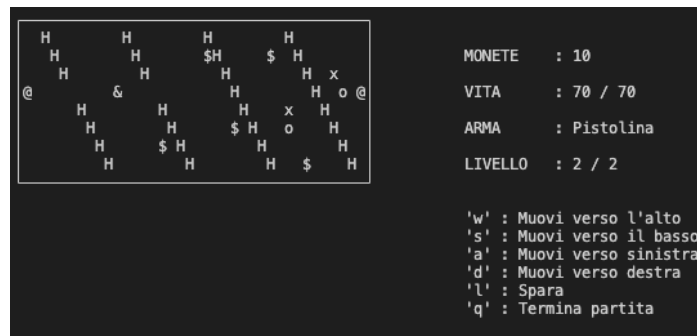 H H H H
H H $H $ H
H H H H x
@ & H H o @
H H H x H
H H $ H o H
H $ H H H
H H H $ H
MONETE : 10
VITA : 70 / 70
ARMA : Pistolina
LIVELLO : 2 / 2
'w' : Muovi verso l'alto
's' : Muovi verso il basso
'a' : Muovi verso sinistra
'd' : Muovi verso destra
'l' : Spara
'q' : Termina partita